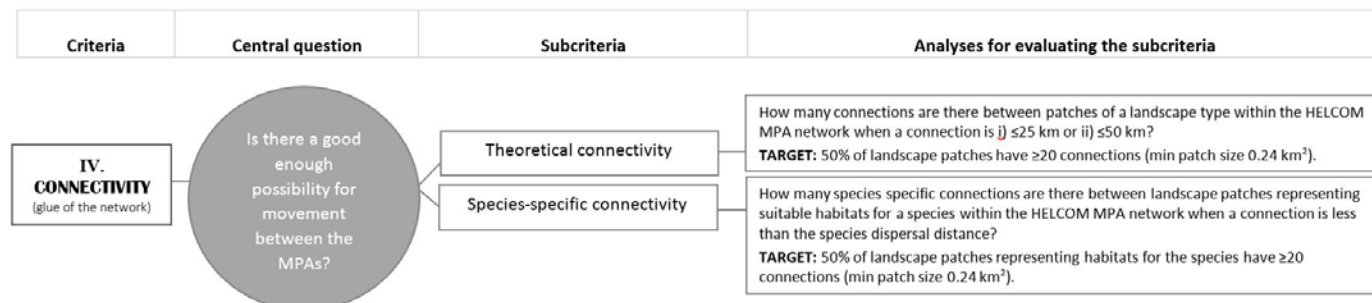 Criteria
Central question
Subcriteria
Analyses for evaluating the subcriteria
IV.
CONNECTIVITY
(glue of the network)
Is there a good
enough
possibility for
movement
between the
MPAs?
Theoretical connectivity
Species-specific connectivity
How many connections are there between patches of a landscape type within the HELCOM
MPA network when a connection is i) ≤25 km or ii) ≤50 km?
TARGET: 50% of landscape patches have ≥20 connections (min patch size 0.24 km²).
How many species specific connections are there between landscape patches representing
suitable habitats for a species within the HELCOM MPA network when a connection is less
than the species dispersal distance?
TARGET: 50% of landscape patches representing habitats for the species have ≥20
connections (min patch size 0.24 km²).